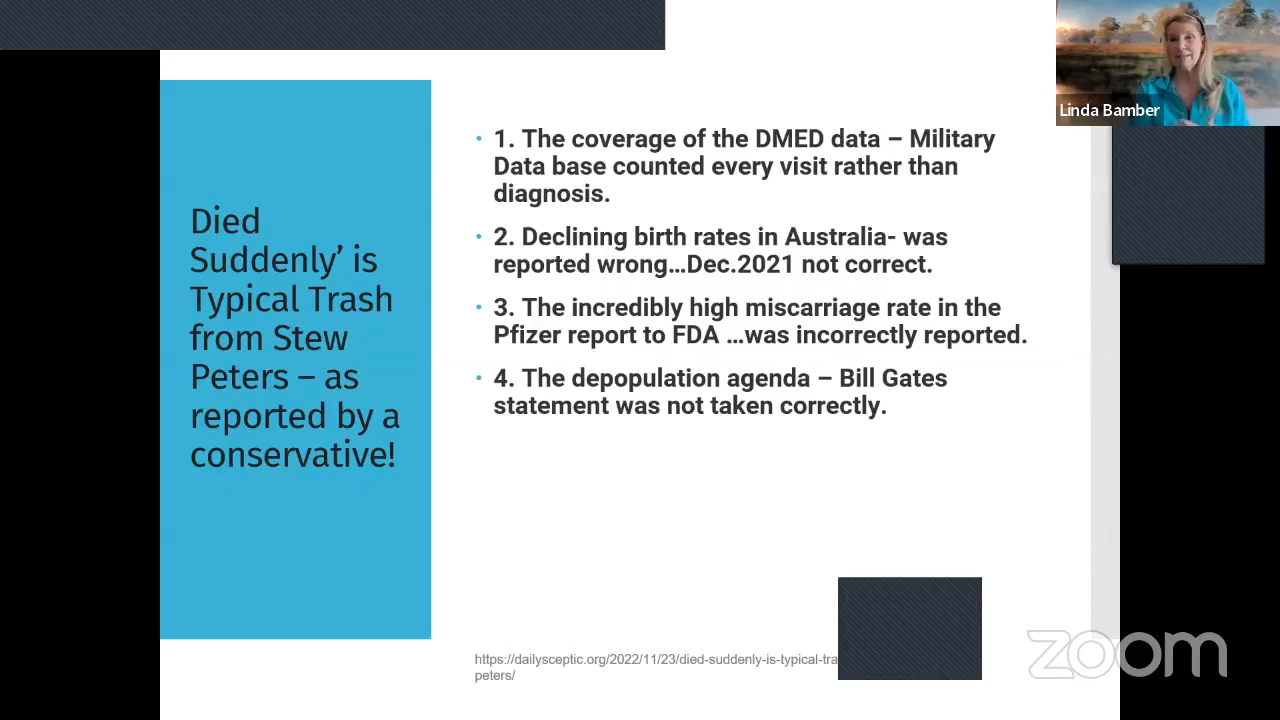 Linda Bamber
Died
Suddenly’ is
Typical Trash
from Stew
Peters – as
reported by a
conservative!
• 1. The coverage of the DMED data – Military
Data base counted every visit rather than
diagnosis.
• 2. Declining birth rates in Australia- was
reported wrong…Dec.2021 not correct.
• 3. The incredibly high miscarriage rate in the
Pfizer report to FDA …was incorrectly reported.
• 4. The depopulation agenda – Bill Gates
statement was not taken correctly.
https://dailysceptic.org/2022/11/23/died-suddenly-is-typical-tra
peters/
zoom